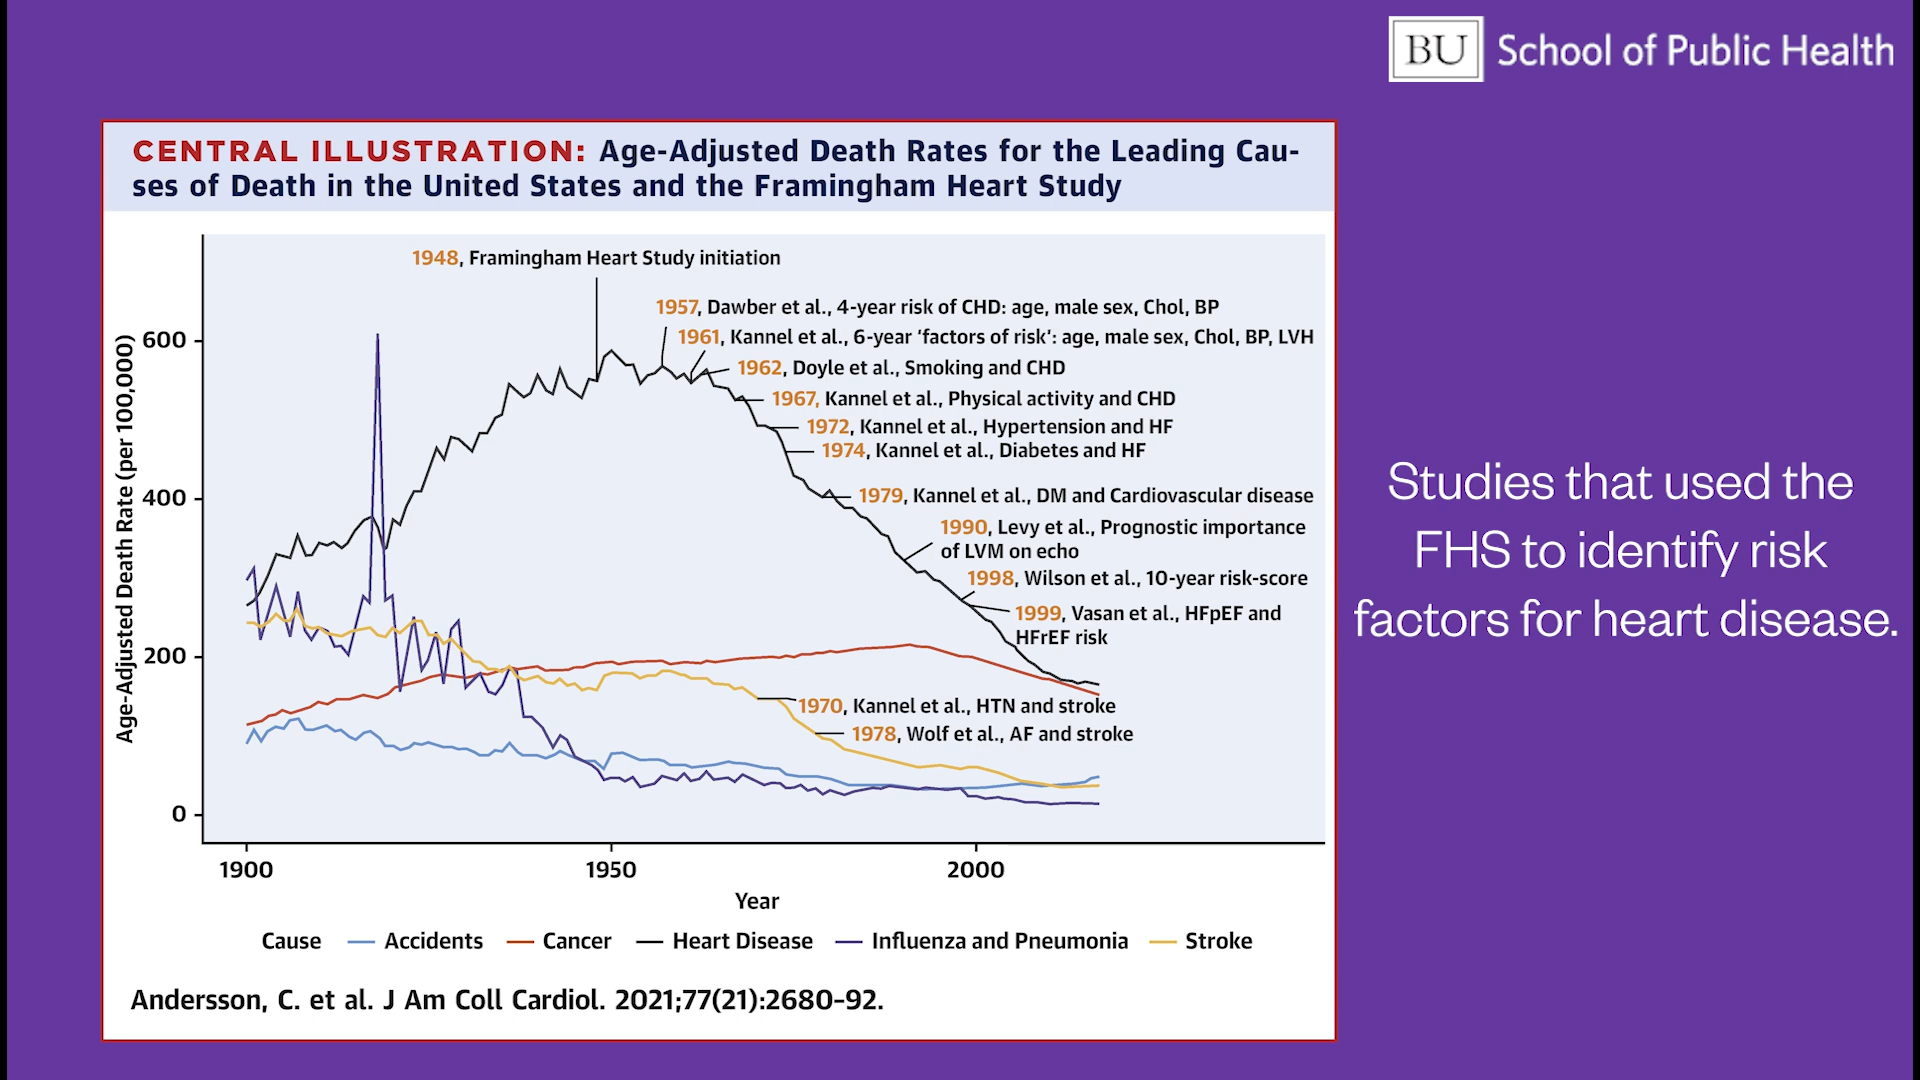 BU School of Public Health
CENTRAL ILLUSTRATION: Age-Adjusted Death Rates for the Leading Cau-
ses of Death in the United States and the Framingham Heart Study
1948, Framingham Heart Study initiation
1957, Dawber et al., 4-year risk of CHD: age, male sex, Chol, BP
1961, Kannel et al., 6-year ‘factors of risk’: age, male sex, Chol, BP, LVH
1962, Doyle et al., Smoking and CHD
1967, Kannel et al., Physical activity and CHD
1972, Kannel et al., Hypertension and HF
1974, Kannel et al., Diabetes and HF
1979, Kannel et al., DM and Cardiovascular disease
1990, Levy et al., Prognostic importance
of LVM on echo
1998, Wilson et al., 10-year risk-score
1999, Vasan et al., HFpEF and
HFrEF risk
1970, Kannel et al., HTN and stroke
1978, Wolf et al., AF and stroke
Age-Adjusted Death Rate (per 100,000)
600
400
200
0
1900 1950 2000
Year
Cause Accidents Cancer Heart Disease Influenza and Pneumonia Stroke
Andersson, C. et al. J Am Coll Cardiol. 2021;77(21):2680-92.
Studies that used the
FHS to identify risk
factors for heart disease.